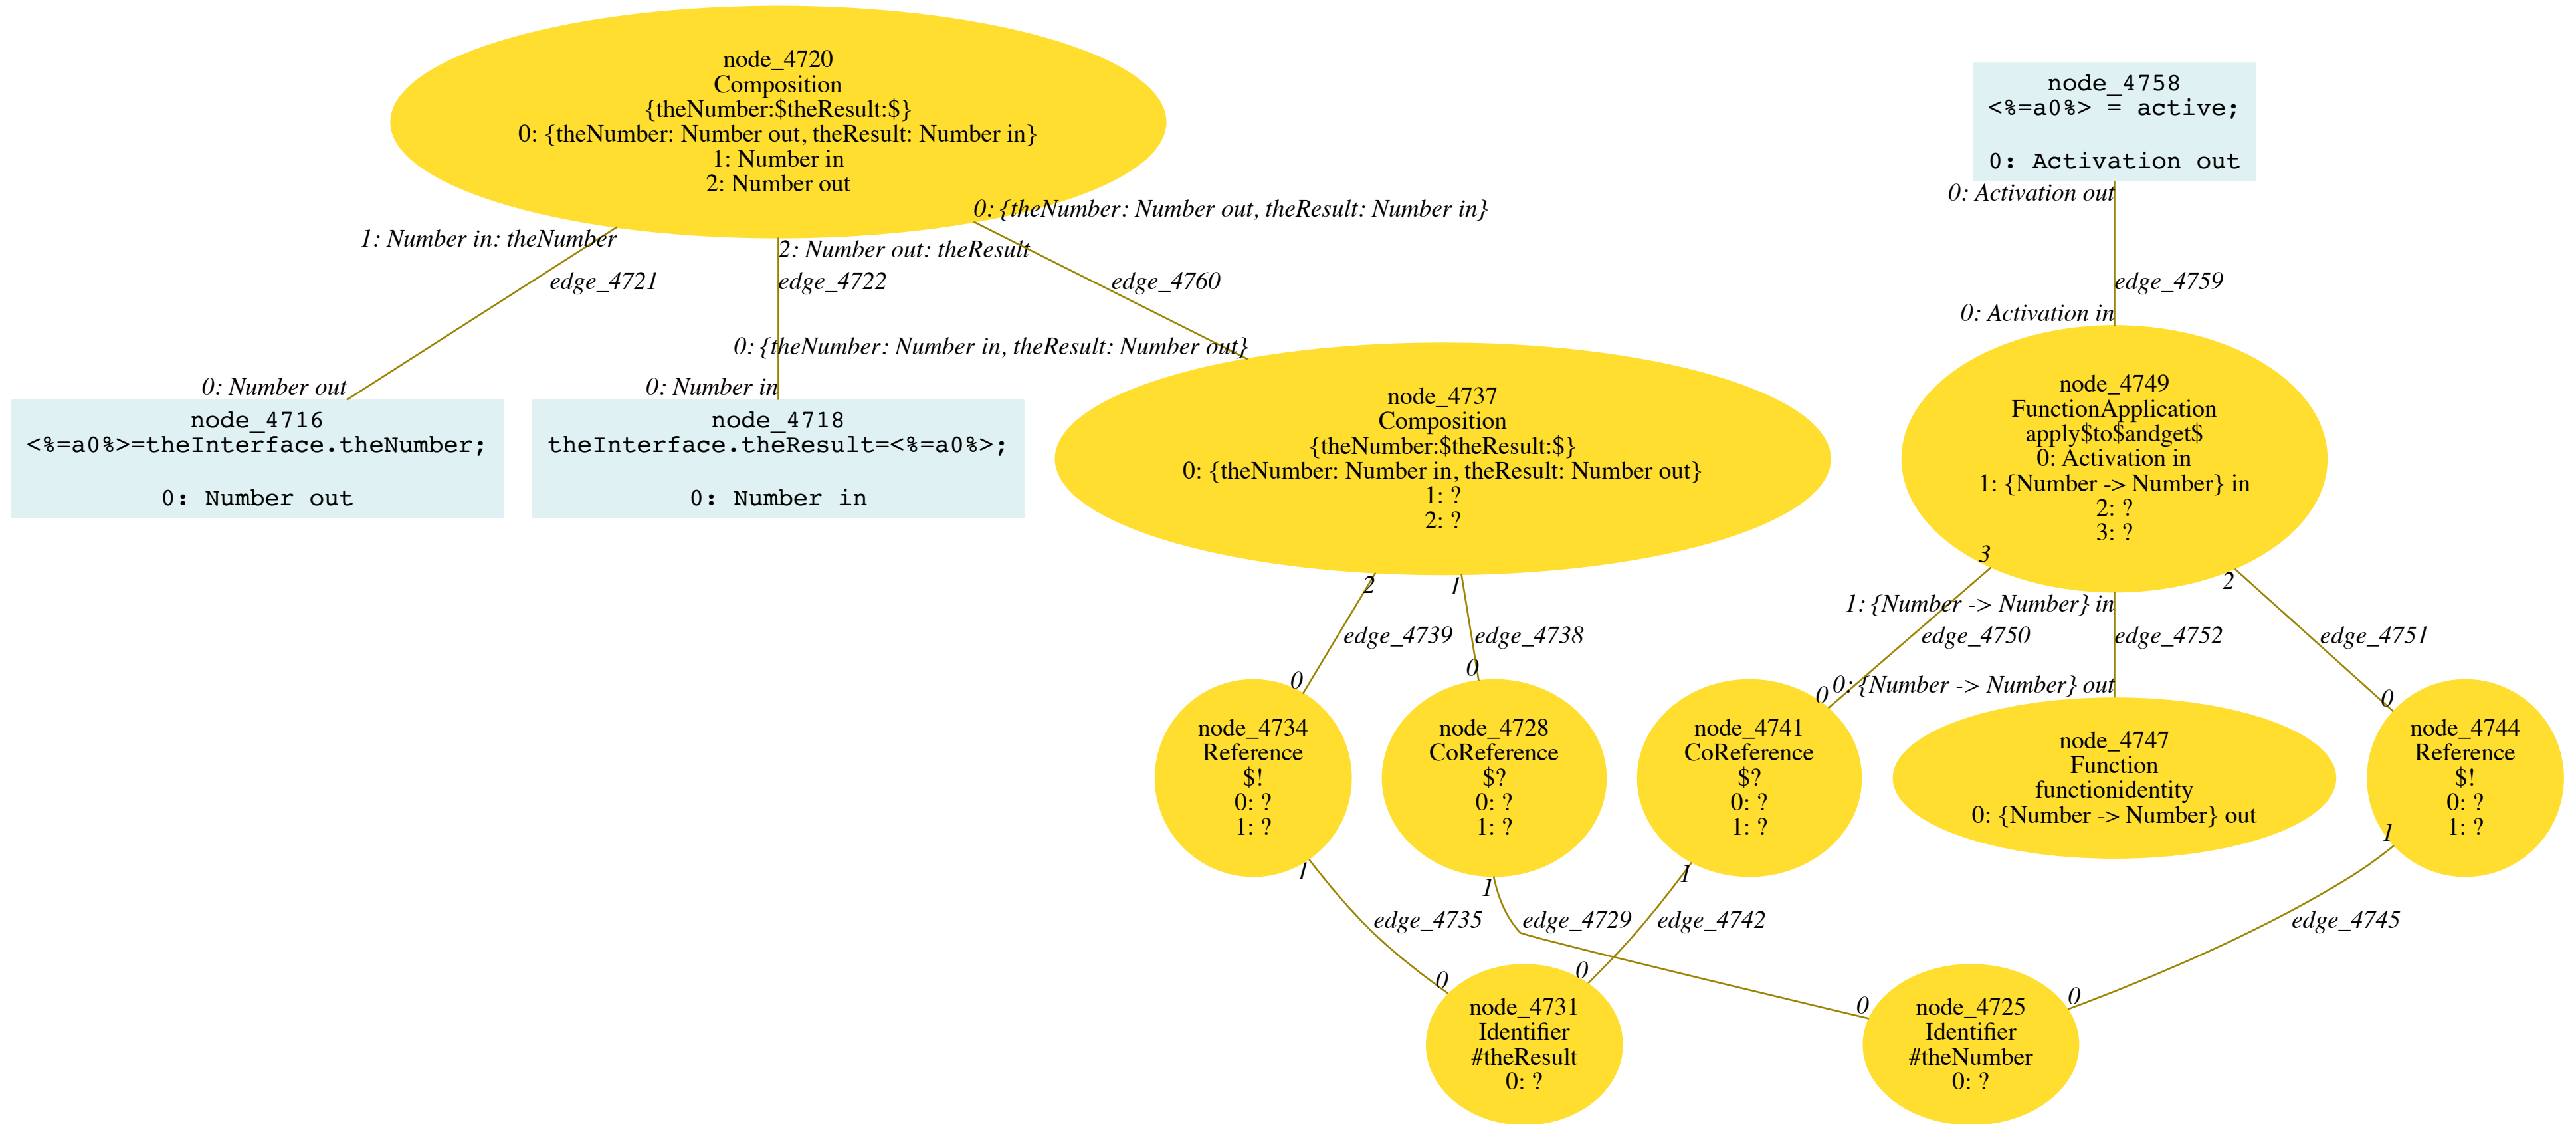 node_4720
Composition
{theNumber:$theResult:$}
0: {theNumber: Number out, theResult: Number in}
1: Number in
2: Number out
node_4758
<%=a0%> = active;
0: Activation out
0: Activation out
0: {theNumber: Number out, theResult: Number in}
1: Number in: theNumber
2: Number out: theResult
edge_4721
edge_4722
edge_4760
edge_4759
0: Activation in
0: {theNumber: Number in, theResult: Number out}
0: Number out
0: Number in
node_4716
<%=a0%>=theInterface.theNumber;
0: Number out
node_4718
theInterface.theResult=<%=a0%>;
0: Number in
node_4737
Composition
{theNumber:$theResult:$}
0: {theNumber: Number in, theResult: Number out}
1: ?
2: ?
node_4749
FunctionApplication
apply$to$andget$
0: Activation in
1: {Number -> Number} in
2: ?
3: ?
3
2
2
1
1: {Number -> Number} in
edge_4739
edge_4738
edge_4750
edge_4752
edge_4751
0
0
0
0: {Number -> Number} out
0
node_4734
Reference
$!
0: ?
1: ?
node_4728
CoReference
$?
0: ?
1: ?
node_4741
CoReference
$?
0: ?
1: ?
node_4747
Function
functionidentity
0: {Number -> Number} out
node_4744
Reference
$!
0: ?
1: ?
1
1
1
1
edge_4735
edge_4729
edge_4742
edge_4745
0
0
0
0
node_4731
Identifier
#theResult
0: ?
node_4725
Identifier
#theNumber
0: ?